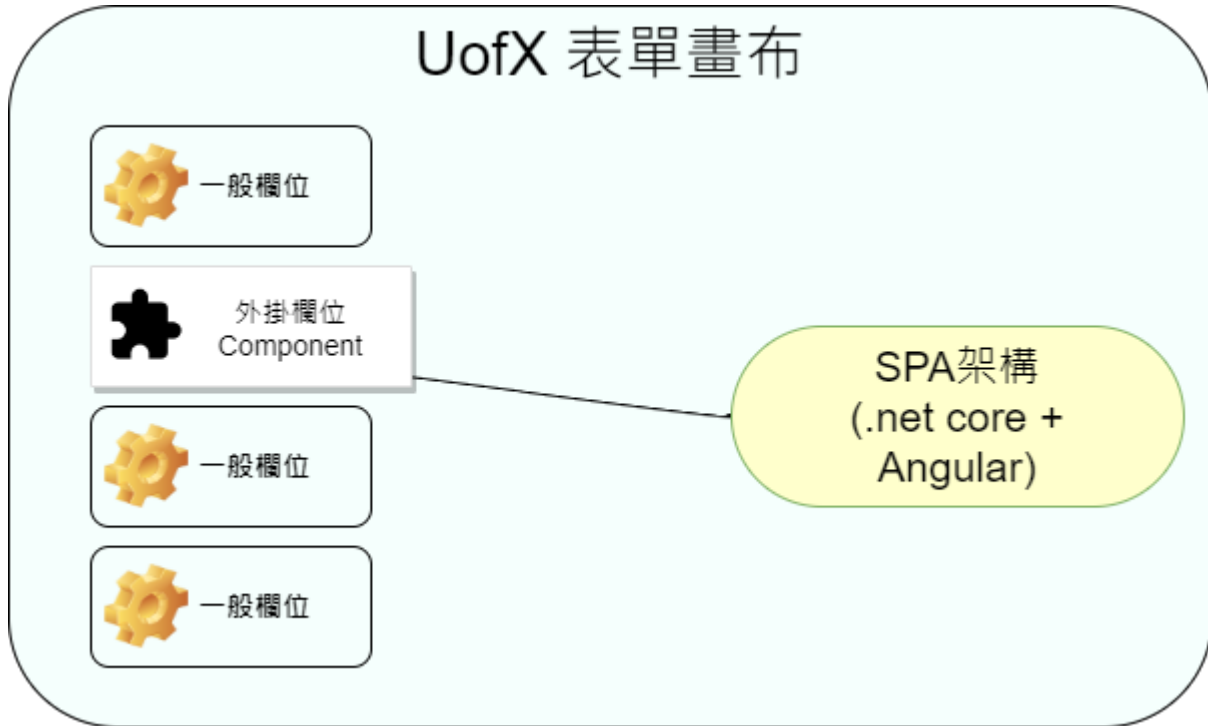 UofX 表單畫布
一般欄位
外掛欄位
Component
一般欄位
一般欄位
SPA架構
(.net core +
Angular)